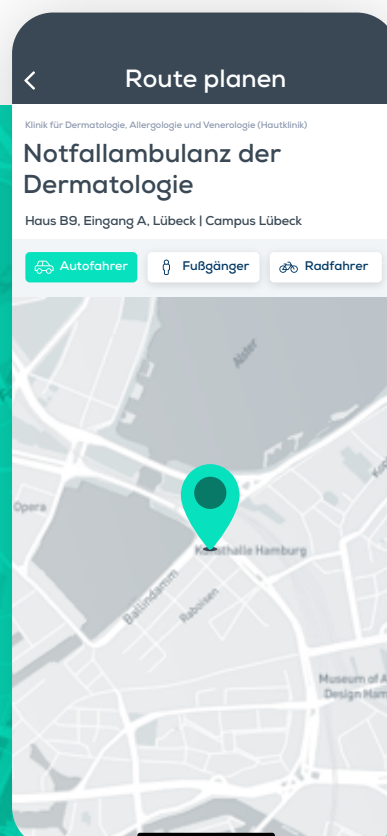 Route planen
Klinik für Dermatologie, Allergologie und Venerologie (Hautklinik)
Notfallambulanz der
Dermatologie
Haus B9, Eingang A, Lübeck | Campus Lübeck
Autofahrer
Fußgänger
Radfahrer
Alster
Opera
Kunsthalle Hamburg
Ballindamm
Raboisen
Museum of
Design Ham